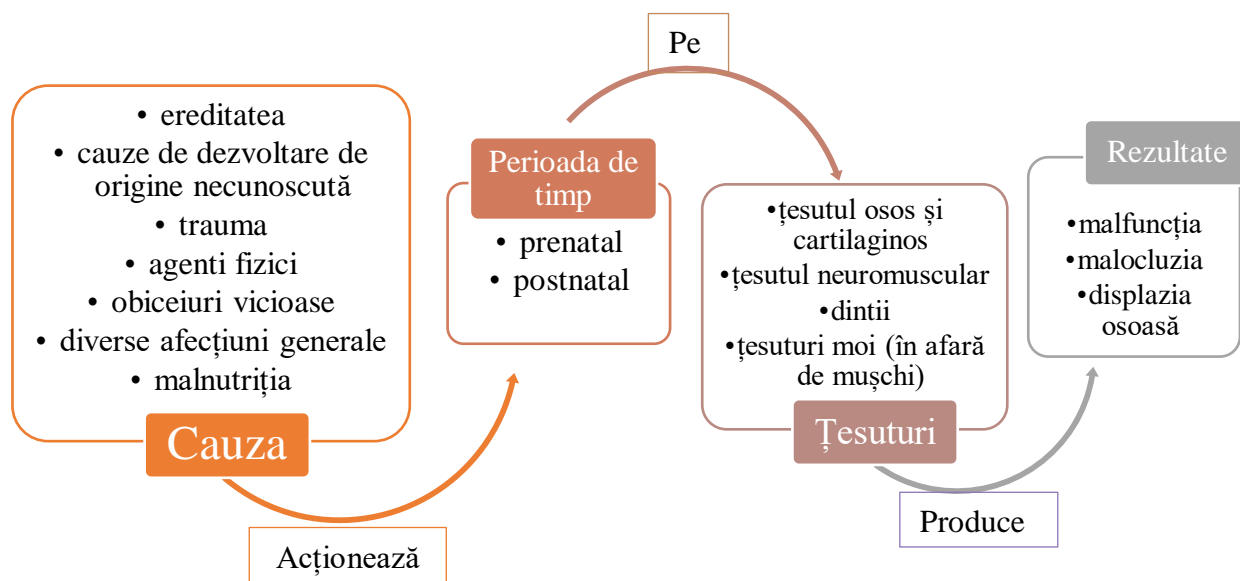 • ereditatea
• cauze de dezvoltare de
origine necunoscută
• trauma
• agenti fizici
• obiceiuri vicioase
• diverse afecțiuni generale
• malnutriția
Cauza
Acționează
Perioada de
timp
• prenatal
• postnatal
Pe
•țesutul osos și
cartilaginos
•țesutul neuromuscular
•dintii
•țesuturi moi (în afară
de mușchi)
Țesuturi
Produce
Rezultate
•malfuncția
•malocluzia
•displazia
osoasă